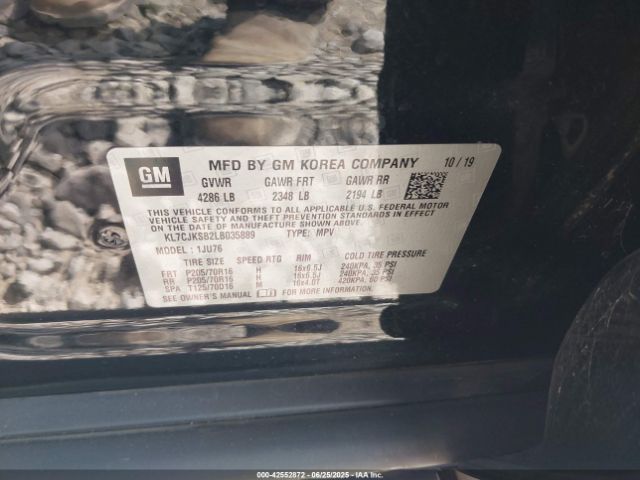 GM
MFD BY GM KOREA COMPANY 10 / 19
GVWR GAWR FRT GAWR RR
4286 LB 2348 LB 2194 LB
THIS VEHICLE CONFORMS TO ALL APPLICABLE U.S. FEDERAL MOTOR
VEHICLE SAFETY, BUMPER, AND THEFT PREVENTION STANDARDS IN EFFECT
ON THE DATE OF MANUFACTURE SHOWN ABOVE.
KL7CJKSB2LB035889 TYPE: MPV
MODEL : 1JU76
TIRE SIZE SPEED RTG RIM COLD TIRE PRESSURE
FRT P205/70R16 H 16x6.5J 240KPA, 35 PSI
RR P205/70R16 H 16x6.5J 240KPA, 35 PSI
SPA T125/70D16 M 16x4.0T 420KPA, 60 PSI
SEE OWNER'S MANUAL FOR MORE INFORMATION.
000-42552872 - 06/25/2025 - IAAI.COM